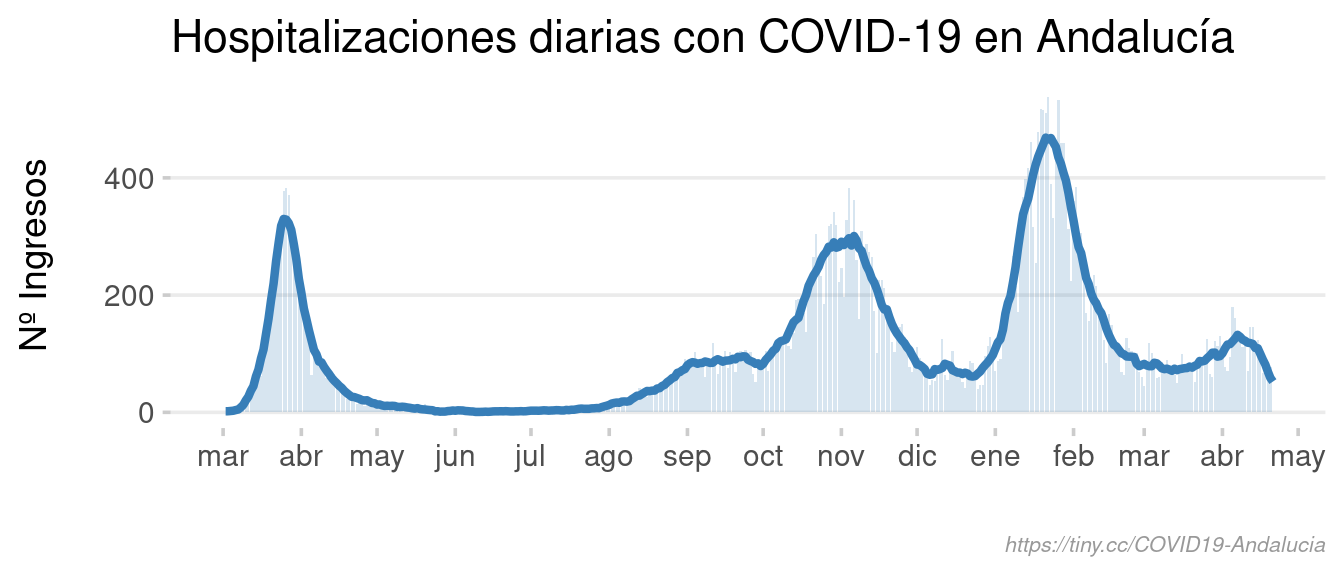 Hospitalizaciones diarias con COVID-19 en Andalucía
Nº Ingresos
400
200
0
mar abr may jun jul ago sep oct nov dic ene feb mar abr may
https://tiny.cc/COVID19-Andalucia